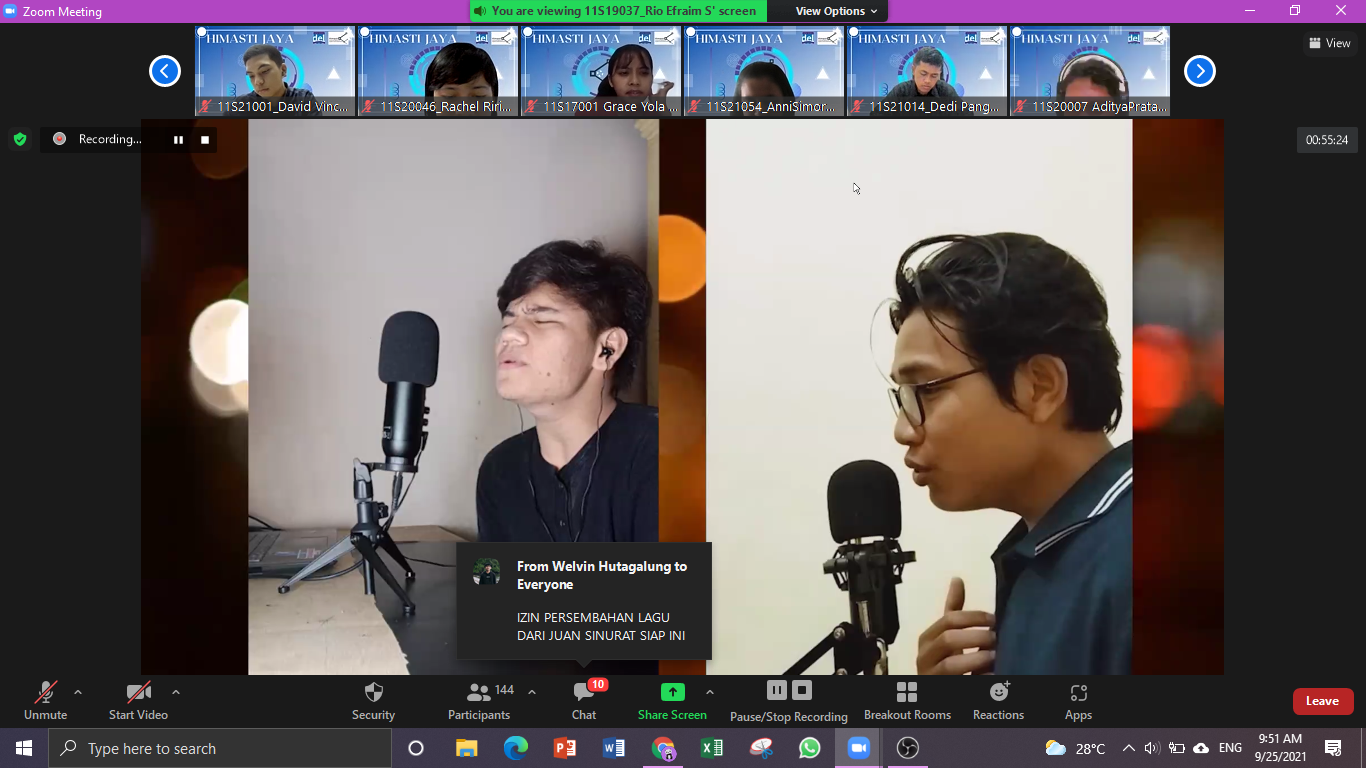 Zoom Meeting
You are viewing 11S19037_Rio Efraim S' screen
View Options
HIMASTI JAYA
del
HIMASTI JAYA
del
HIMASTI JAYA
del
HIMASTI JAYA
del
HIMASTI JAYA
del
HIMASTI JAYA
del
View
11S21001_David Vinc...
11S20046_Rachel Riri...
11S17001 Grace Yola ...
11S21054_AnniSimor...
11S21014_Dedi Pang...
11S20007 AdityaPrata...
Recording...
00:55:24
From Welvin Hutagalung to
Everyone
IZIN PERSEMBAHAN LAGU
DARI JUAN SINURAT SIAP INI
Unmute
Start Video
Security
144
Participants
10
Chat
Share Screen
Pause/Stop Recording
Breakout Rooms
Reactions
Apps
Leave
Type here to search
28°C
ENG
9:51 AM
9/25/2021